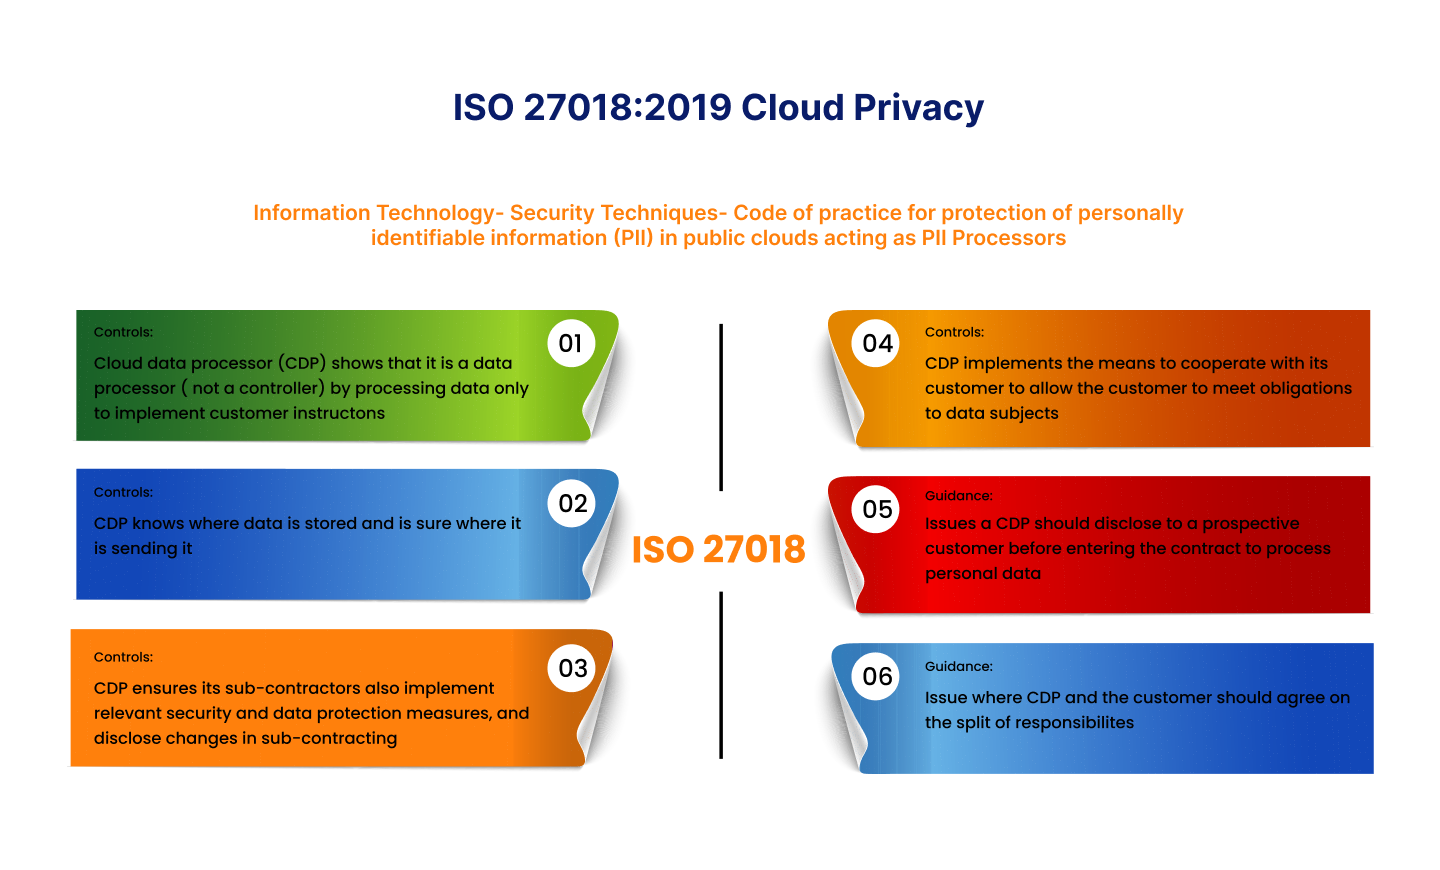 ISO 27018:2019 Cloud Privacy
Information Technology- Security Techniques- Code of practice for protection of personally
identifiable information (PII) in public clouds acting as PII Processors
Controls:
01
Cloud data processor (CDP) shows that it is a data
processor ( not a controller) by processing data only
to implement customer instructons
Controls:
02
CDP knows where data is stored and is sure where it
is sending it
Controls:
03
CDP ensures its sub-contractors also implement
relevant security and data protection measures, and
disclose changes in sub-contracting
ISO 27018
04
Controls:
CDP implements the means to cooperate with its
customer to allow the customer to meet obligations
to data subjects
05
Guidance:
Issues a CDP should disclose to a prospective
customer before entering the contract to process
personal data
06
Guidance:
Issue where CDP and the customer should agree on
the split of responsibilites